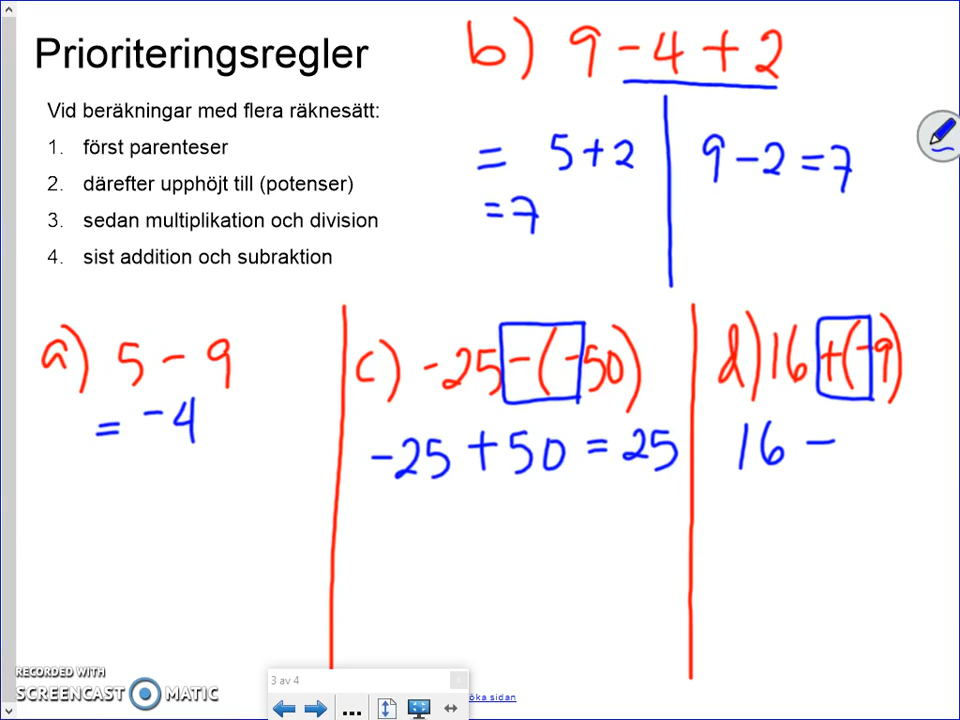 Prioriteringsregler
Vid beräkningar med flera räknesätt:
1. först parenteser
2. därefter upphöjt till (potenser)
3. sedan multiplikation och division
4. sist addition och subraktion
b) 9 - 4 + 2
= 5 + 2
= 7
9 - 2 = 7
a) 5 - 9
= -4
c) -25 - (-50)
-25 + 50 = 25
d) 16 + (-9)
16 -
RECORDED WITH
SCREENCAST MATIC
3 av 4
öka sidan